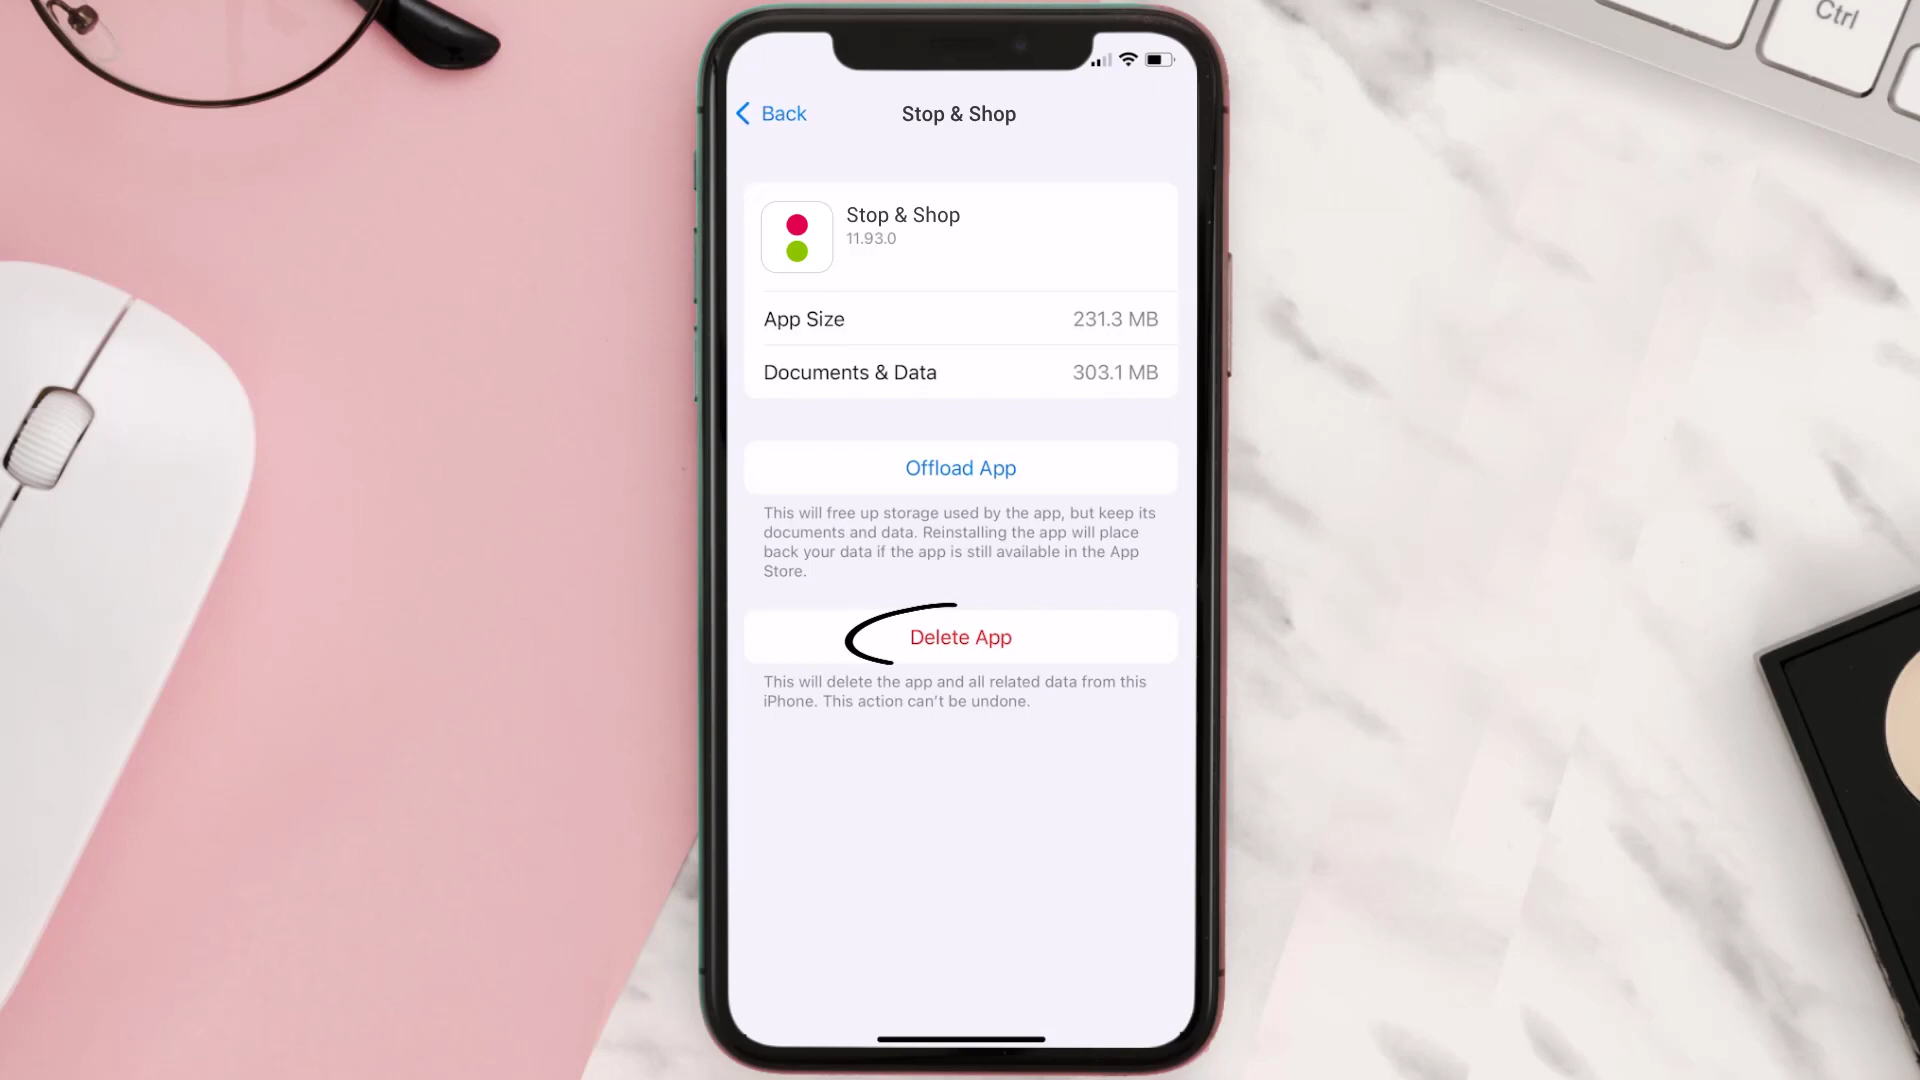 Ctrl
Back
Stop & Shop
Stop & Shop
11.93.0
App Size
231.3 MB
Documents & Data
303.1 MB
Offload App
This will free up storage used by the app, but keep its
documents and data. Reinstalling the app will place
back your data if the app is still available in the App
Store.
Delete App
This will delete the app and all related data from this
iPhone. This action can't be undone.